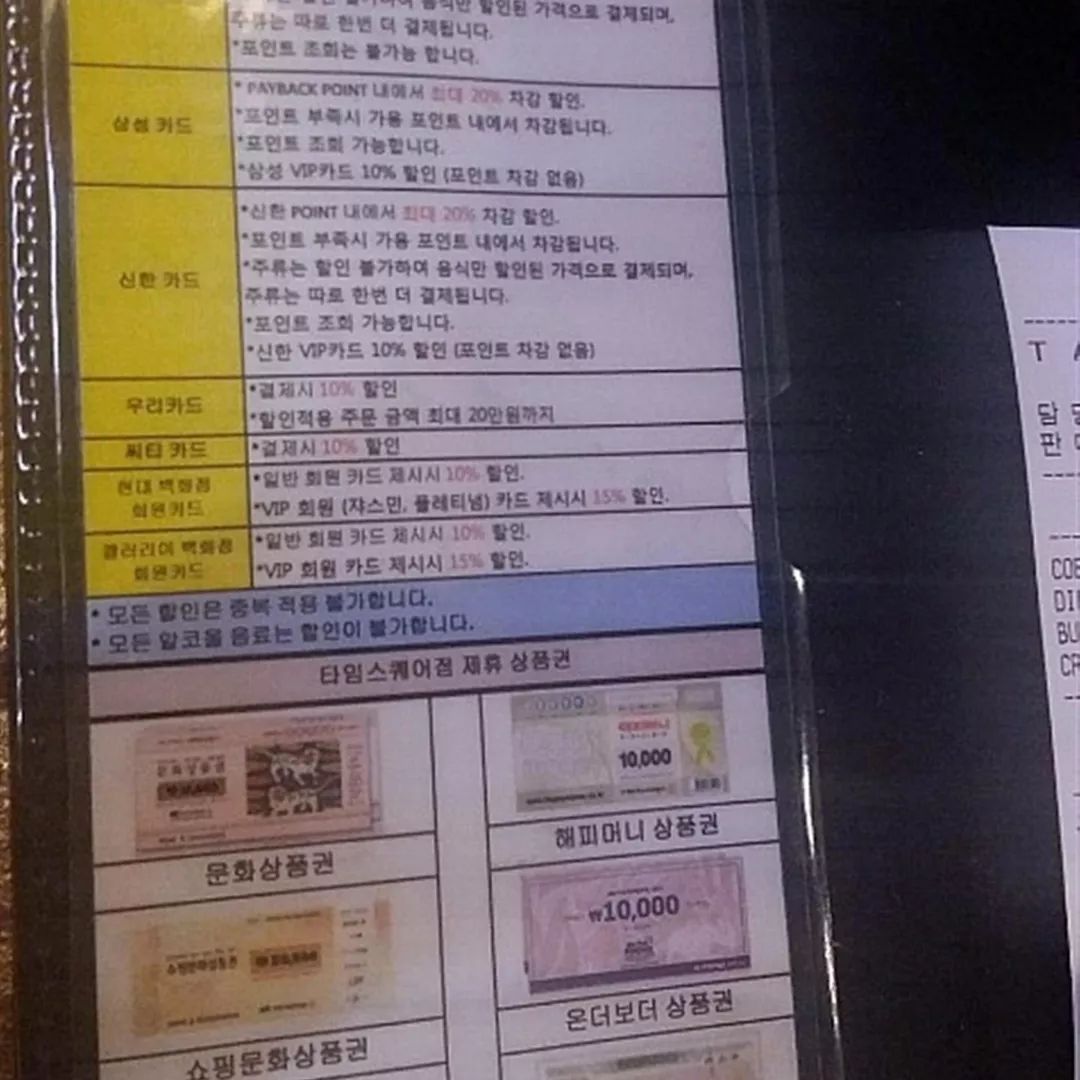 할인된 가격으로 결제되며,
주류는 따로 한번 더 결제됩니다.
*포인트 조회는 불가능 합니다.
삼성 카드
* PAYBACK POINT 내에서 최대 20% 차감 할인.
*포인트 부족시 가용 포인트 내에서 차감됩니다.
*포인트 조회 가능합니다.
*삼성 VIP카드 10% 할인 (포인트 차감 없음)
신한 카드
*신한 POINT 내에서 최대 20% 차감 할인.
*포인트 부족시 가용 포인트 내에서 차감됩니다.
*주류는 할인 불가하며 음식만 할인된 가격으로 결제되며,
주류는 따로 한번 더 결제됩니다.
*포인트 조회 가능합니다.
*신한 VIP카드 10% 할인 (포인트 차감 없음)
우리카드
*결제시 10% 할인
*할인적용 주문 금액 최대 20만원까지
씨티 카드
*결제시 10% 할인
현대 백화점
회원카드
*일반 회원 카드 제시시 10% 할인.
*VIP 회원 (쟈스민, 플레티넘) 카드 제시시 15% 할인.
갤러리아 백화점
회원카드
*일반 회원 카드 제시시 10% 할인.
*VIP 회원 카드 제시시 15% 할인.
* 모든 할인은 중복 적용 불가합니다.
* 모든 알코올 음료는 할인이 불가합니다.
타임스퀘어점 제휴 상품권
문화상품권
10,000
해피머니 상품권
문화상품권
쇼핑문화상품권
₩10,000
온더보더 상품권
쇼핑문화상품권
T
담
판